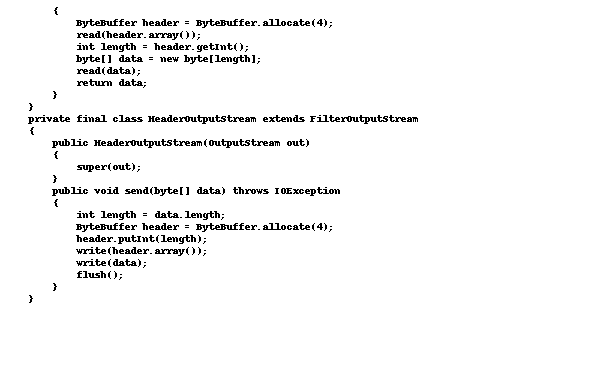 {
ByteBuffer header = ByteBuffer.allocate(4);
read(header.array());
int length = header.getInt();
byte[] data = new byte[length];
read(data);
return data;
}
}
private final class HeaderOutputStream extends FilterOutputStream
{
public HeaderOutputStream(OutputStream out)
{
super(out);
}
public void send(byte[] data) throws IOException
{
int length = data.length;
ByteBuffer header = ByteBuffer.allocate(4);
header.putInt(length);
write(header.array());
write(data);
flush();
}
}